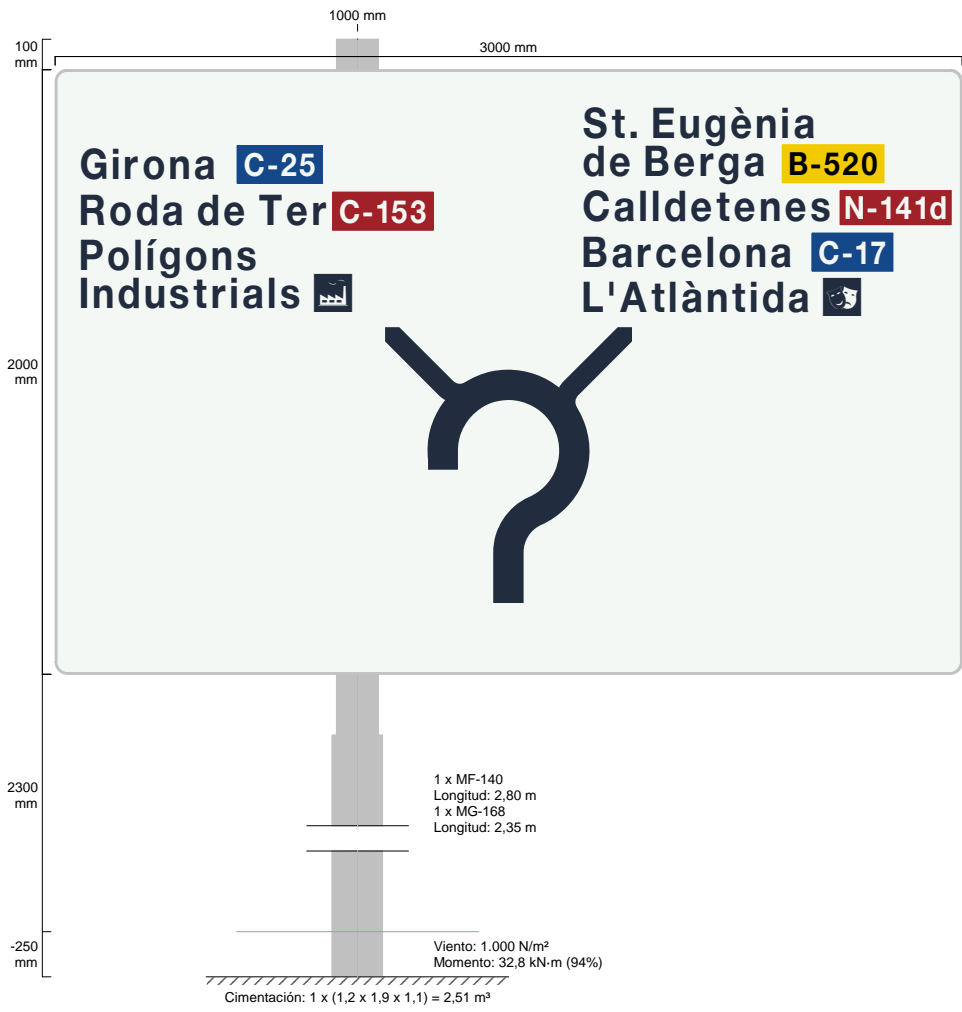 1000 mm
100
mm
3000 mm
St. Eugènia
de Berga B-520
Girona C-25
Roda de Ter C-153
Calldetenes N-141d
Polígons
Industrials
Barcelona C-17
L'Atlàntida
2000
mm
2300
mm
1 x MF-140
Longitud: 2,80 m
1 x MG-168
Longitud: 2,35 m
-250
mm
Viento: 1.000 N/m²
Momento: 32,8 kN·m (94%)
Cimentación: 1 x (1,2 x 1,9 x 1,1) = 2,51 m³